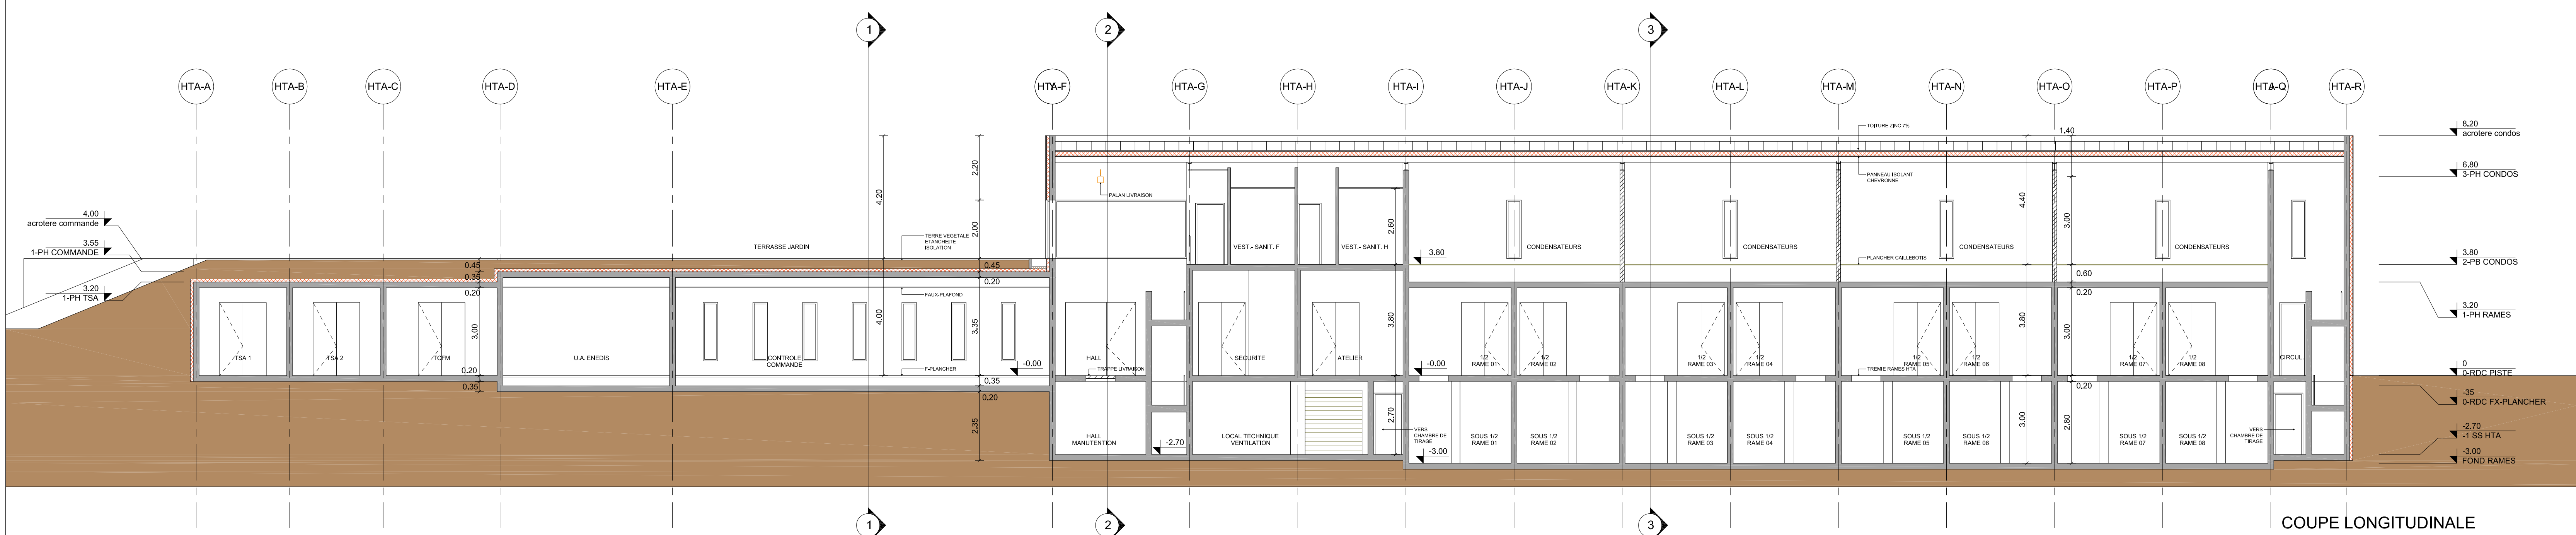 1
2
3
HTA-A
HTA-B
HTA-C
HTA-D
HTA-E
HTA-F
HTA-G
HTA-H
HTA-I
HTA-J
HTA-K
HTA-L
HTA-M
HTA-N
HTA-O
HTA-P
HTA-Q
HTA-R
TOITURE ZINC 7%
1,40
8,20
acrotere condos
2,20
4,20
PALAN LIVRAISON
PANNEAU ISOLANT
CHEVRONNE
4,40
3,00
6,80
3-PH CONDOS
4,00
acrotere commande
3,55
1-PH COMMANDE
3,20
1-PH TSA
TERRASSE JARDIN
TERRE VEGETALE
ETANCHEITE
ISOLATION
2,00
2,60
VEST.- SANIT. F
VEST.- SANIT. H
3,80
CONDENSATEURS
CONDENSATEURS
CONDENSATEURS
CONDENSATEURS
PLANCHER CAILLEBOTIS
3,80
2-PB CONDOS
0,45
0,35
0,20
0,45
0,20
0,60
0,20
FAUX-PLAFOND
3,20
1-PH RAMES
3,00
4,00
3,35
3,80
3,80
3,00
TSA 1
TSA 2
TCFM
U.A. ENEDIS
CONTROLE
COMMANDE
HALL
SECURITE
ATELIER
1/2
RAME 01
1/2
RAME 02
1/2
RAME 03
1/2
RAME 04
1/2
RAME 05
1/2
RAME 06
1/2
RAME 07
1/2
RAME 08
CIRCUL.
0,20
0,35
F-PLANCHER
-0.00
TRAPPE LIVRAISON
-0.00
TREMIE RAMES HTA
0
0-RDC PISTE
0,35
0,20
0,20
-35
0-RDC FX-PLANCHER
2,35
2,70
3,00
2,80
HALL
MANUTENTION
-2.70
LOCAL TECHNIQUE
VENTILATION
VERS
CHAMBRE DE
TIRAGE
-3.00
SOUS 1/2
RAME 01
SOUS 1/2
RAME 02
SOUS 1/2
RAME 03
SOUS 1/2
RAME 04
SOUS 1/2
RAME 05
SOUS 1/2
RAME 06
SOUS 1/2
RAME 07
SOUS 1/2
RAME 08
VERS
CHAMBRE DE
TIRAGE
-2.70
-1 SS HTA
-3.00
FOND RAMES
1
2
3
COUPE LONGITUDINALE